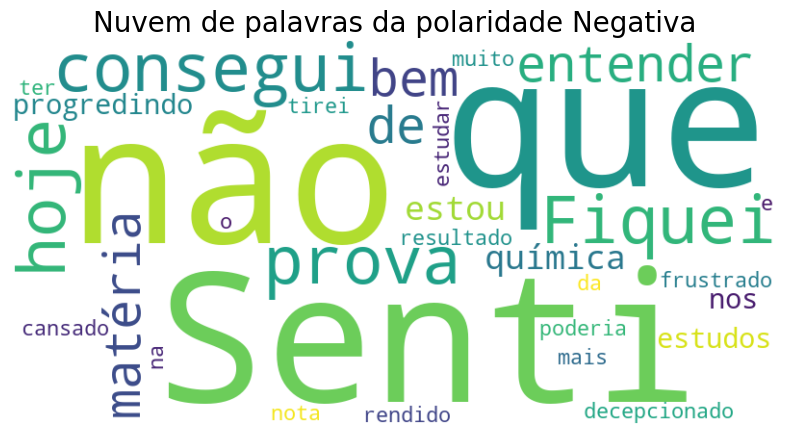 Nuvem de palavras da polaridade Negativa
consegui
bem
muito
entender
ter
progredindo
tirei
de
estudar
que
hoje
não
o
estou
Fiquei
e
resultado
matéria
prova
química
frustrado
da
nos
Senti
cansado
na
poderia
estudos
mais
nota
rendido
decepcionado